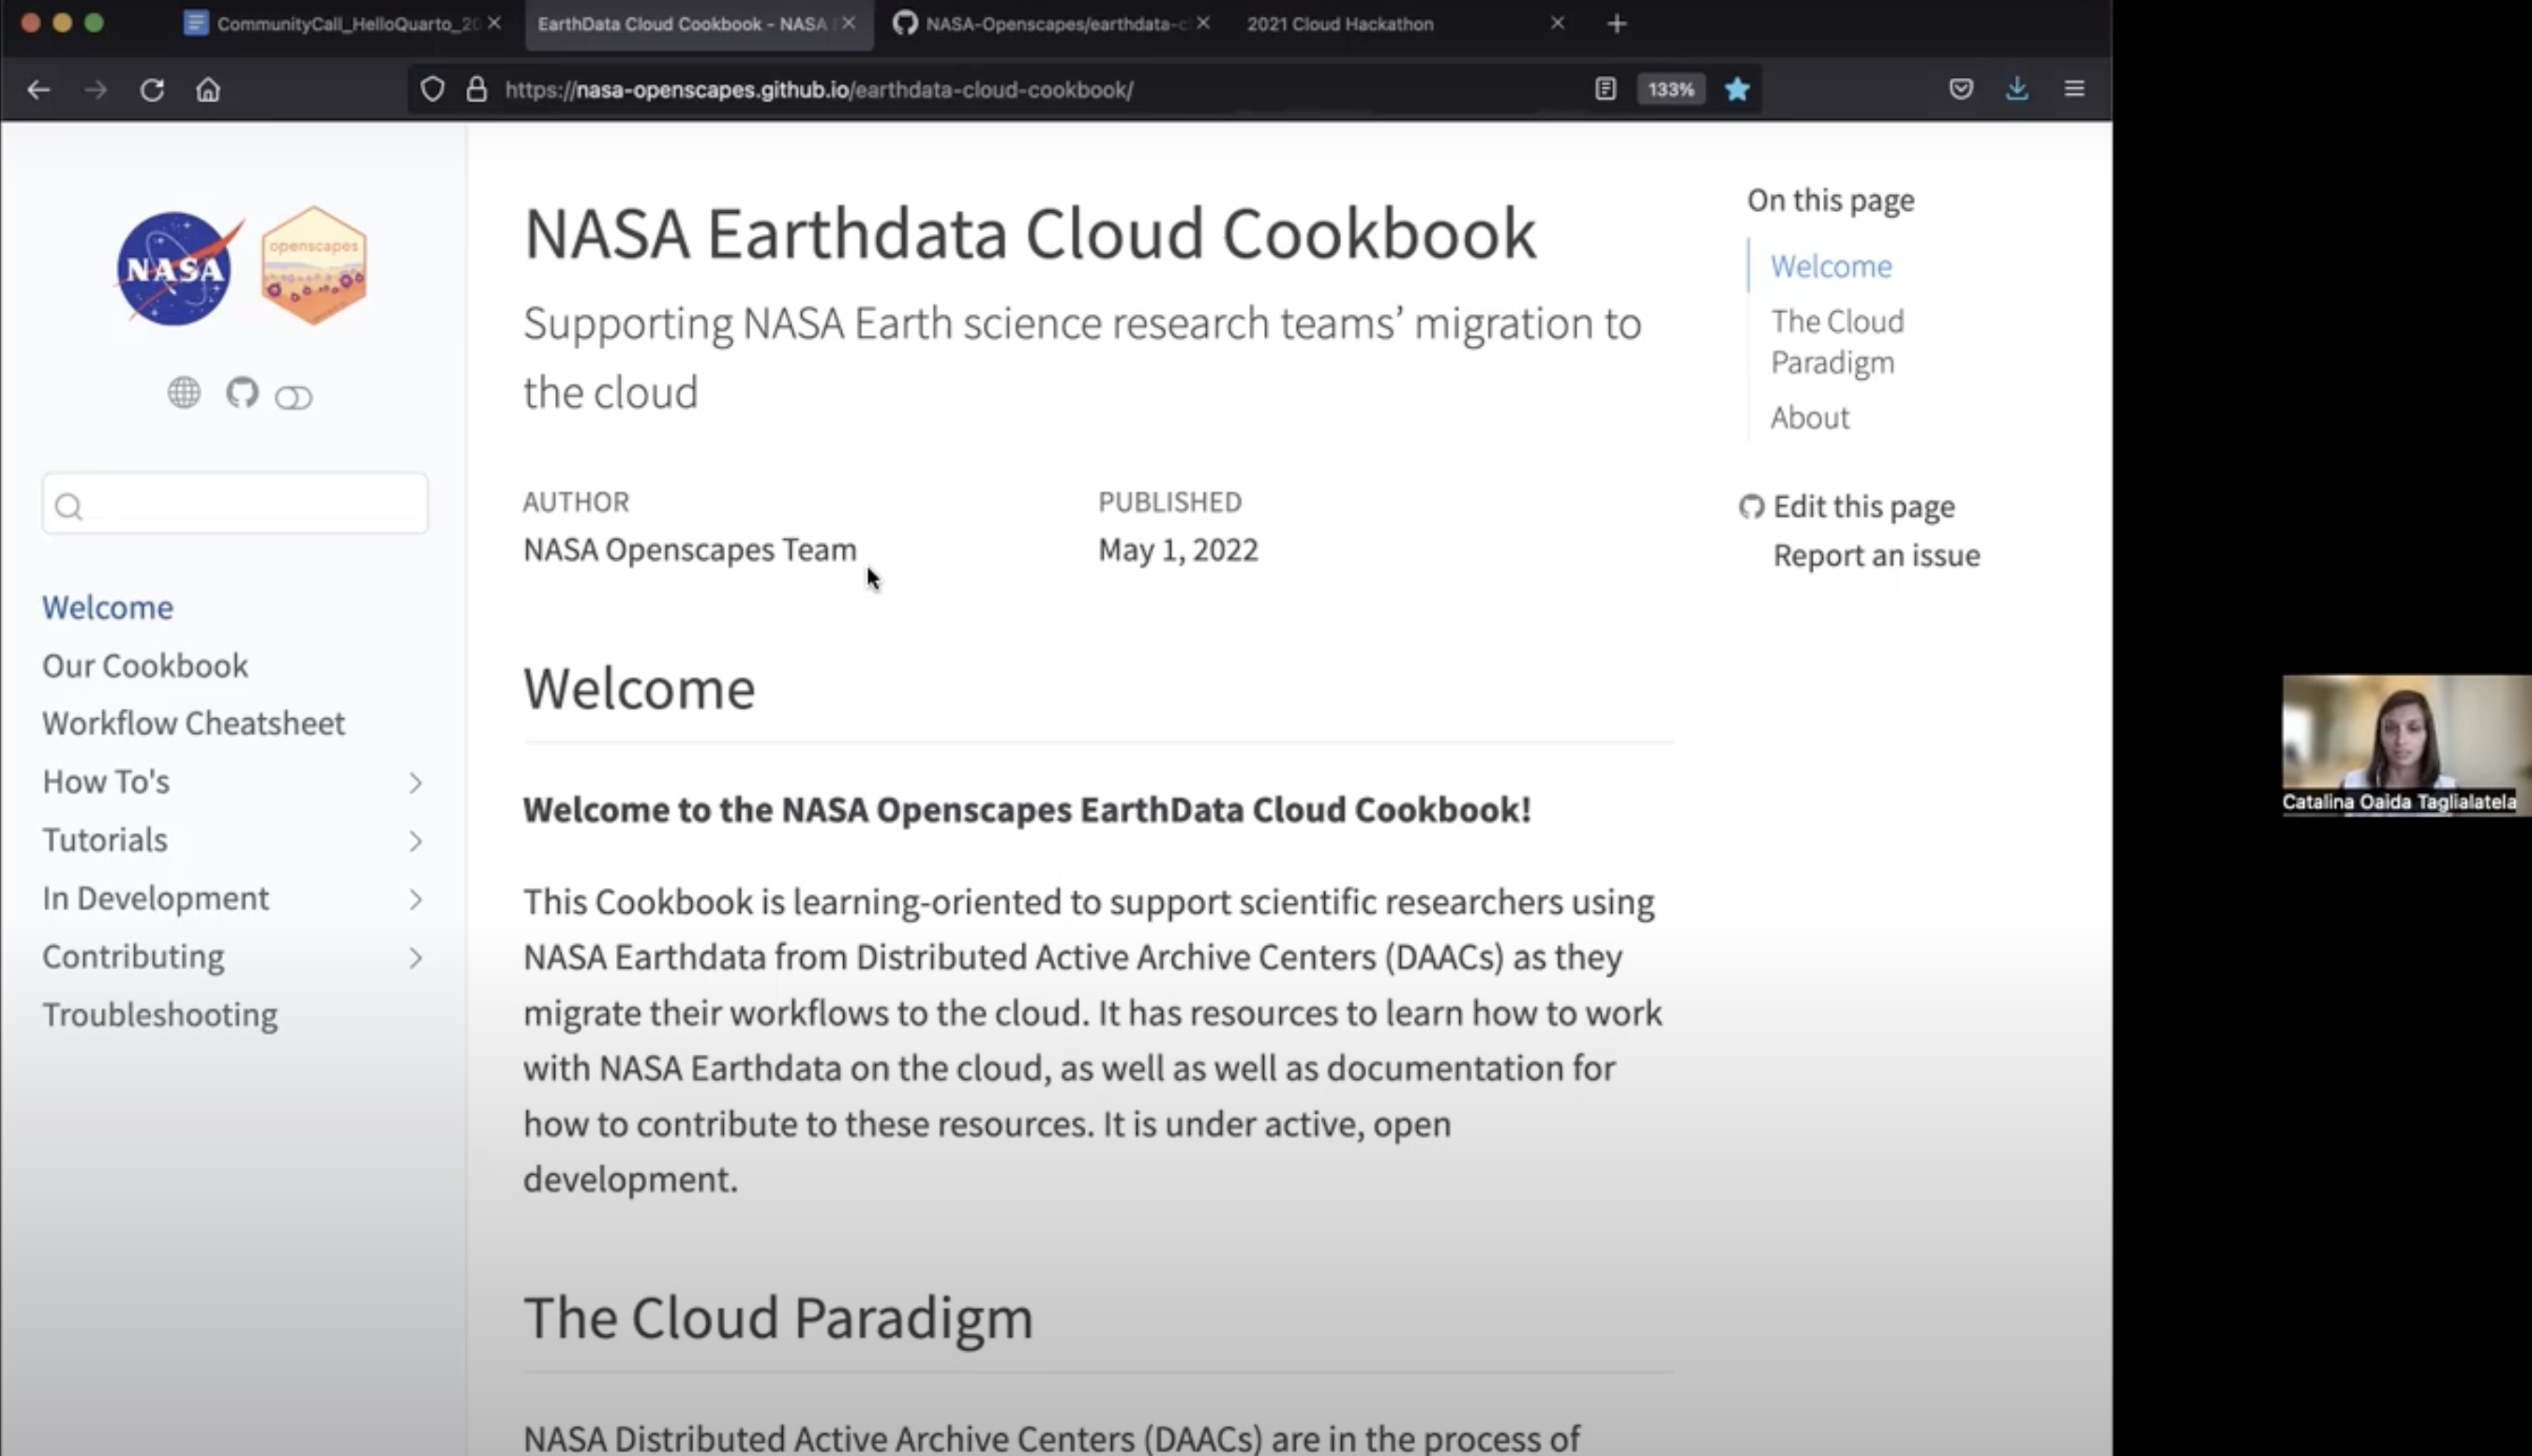 CommunityCall_HelloQuarto_20
EarthData Cloud Cookbook - NASA
NASA-Openscapes/earthdata-c
2021 Cloud Hackathon
https://nasa-openscapes.github.io/earthdata-cloud-cookbook/
133%
NASA
openscapes
Welcome
Our Cookbook
Workflow Cheatsheet
How To's
Tutorials
In Development
Contributing
Troubleshooting
NASA Earthdata Cloud Cookbook
Supporting NASA Earth science research teams’ migration to
the cloud
AUTHOR
NASA Openscapes Team
PUBLISHED
May 1, 2022
Welcome
Welcome to the NASA Openscapes EarthData Cloud Cookbook!
This Cookbook is learning-oriented to support scientific researchers using
NASA Earthdata from Distributed Active Archive Centers (DAACs) as they
migrate their workflows to the cloud. It has resources to learn how to work
with NASA Earthdata on the cloud, as well as well as documentation for
how to contribute to these resources. It is under active, open
development.
The Cloud Paradigm
NASA Distributed Active Archive Centers (DAACs) are in the process of
On this page
Welcome
The Cloud
Paradigm
About
Edit this page
Report an issue
Catalina Oaida Taglialatela